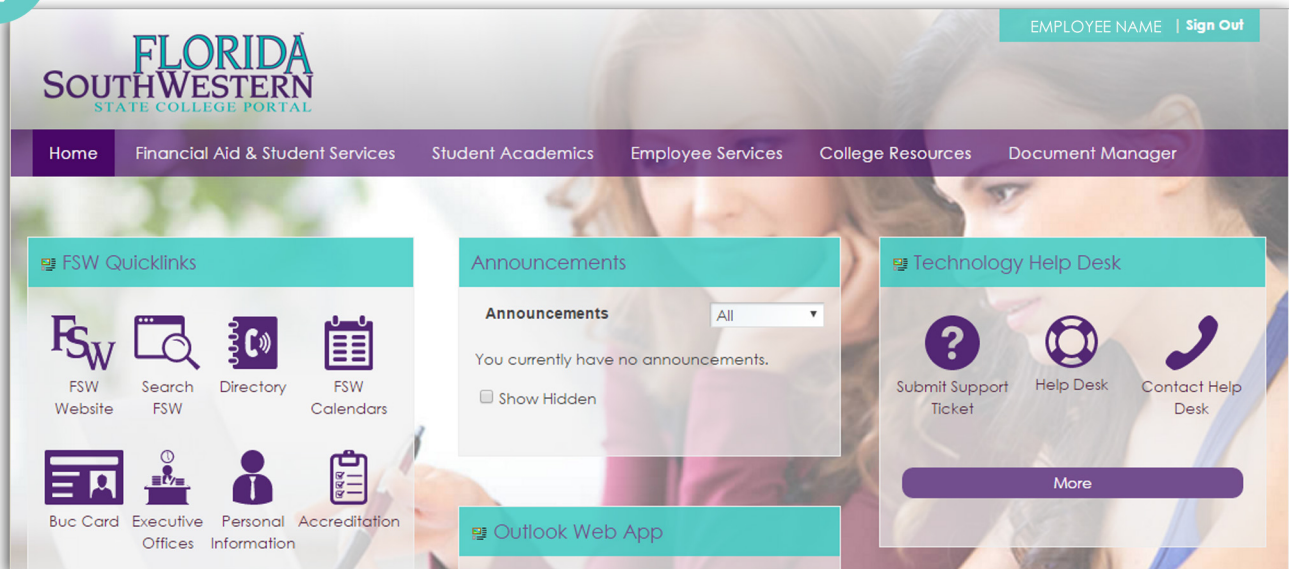 EMPLOYEE NAME | Sign Out
FLORIDA
SOUTHWESTERN
STATE COLLEGE PORTAL
Home Financial Aid & Student Services Student Academics Employee Services College Resources Document Manager
FSW Quicklinks
FSW
FSW
Website
Search
FSW
Directory
FSW
Calendars
Buc Card
Executive
Offices
Personal
Information
Accreditation
Announcements
Announcements All
You currently have no announcements.
Show Hidden
Outlook Web App
Technology Help Desk
?
Submit Support
Ticket
Help Desk
Contact Help
Desk
More